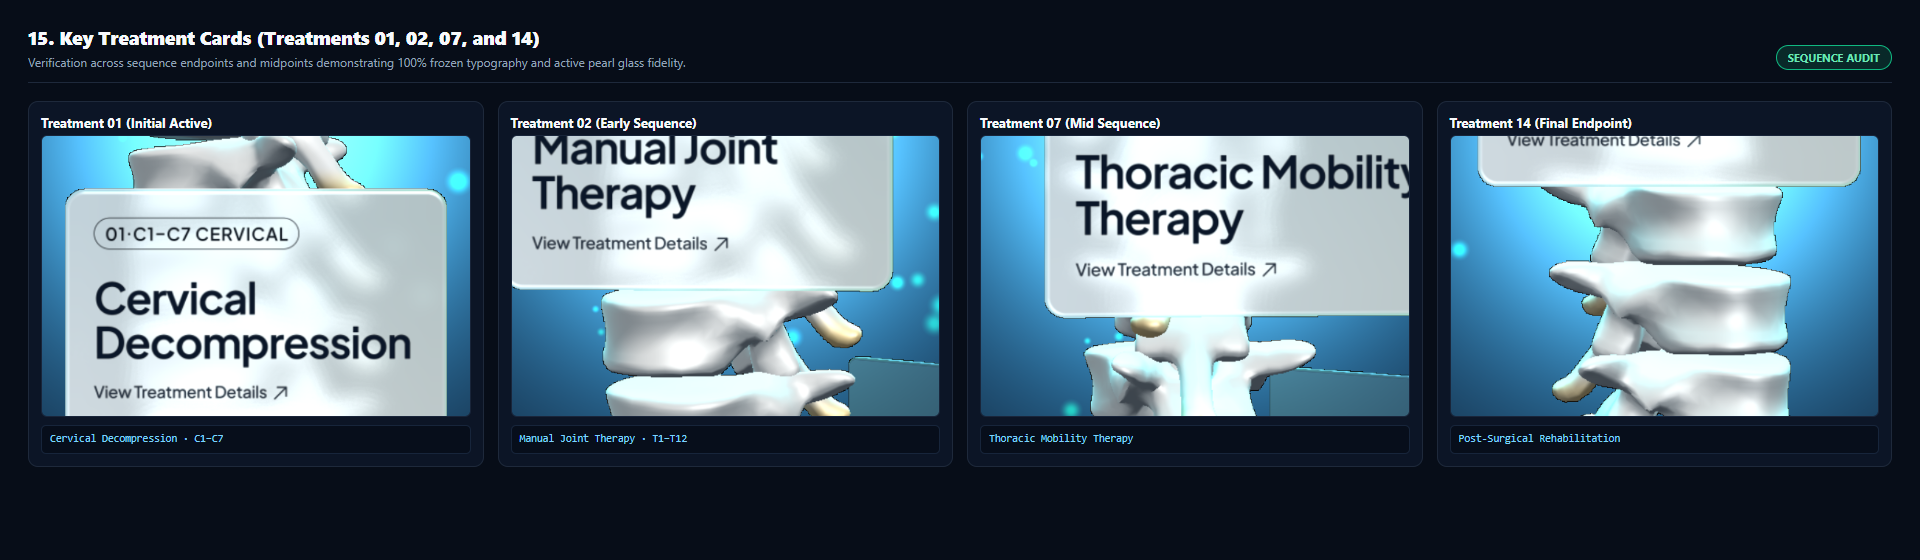 15. Key Treatment Cards (Treatments 01, 02, 07, and 14)
Verification across sequence endpoints and midpoints demonstrating 100% frozen typography and active pearl glass fidelity.
SEQUENCE AUDIT
Treatment 01 (Initial Active)
01·C1–C7 CERVICAL
Cervical
Decompression
View Treatment Details ↗
Cervical Decompression · C1–C7
Treatment 02 (Early Sequence)
Manual Joint
Therapy
View Treatment Details ↗
Manual Joint Therapy · T1–T12
Treatment 07 (Mid Sequence)
Thoracic Mobility
Therapy
View Treatment Details ↗
Thoracic Mobility Therapy
Treatment 14 (Final Endpoint)
View Treatment Details ↗
Post-Surgical Rehabilitation